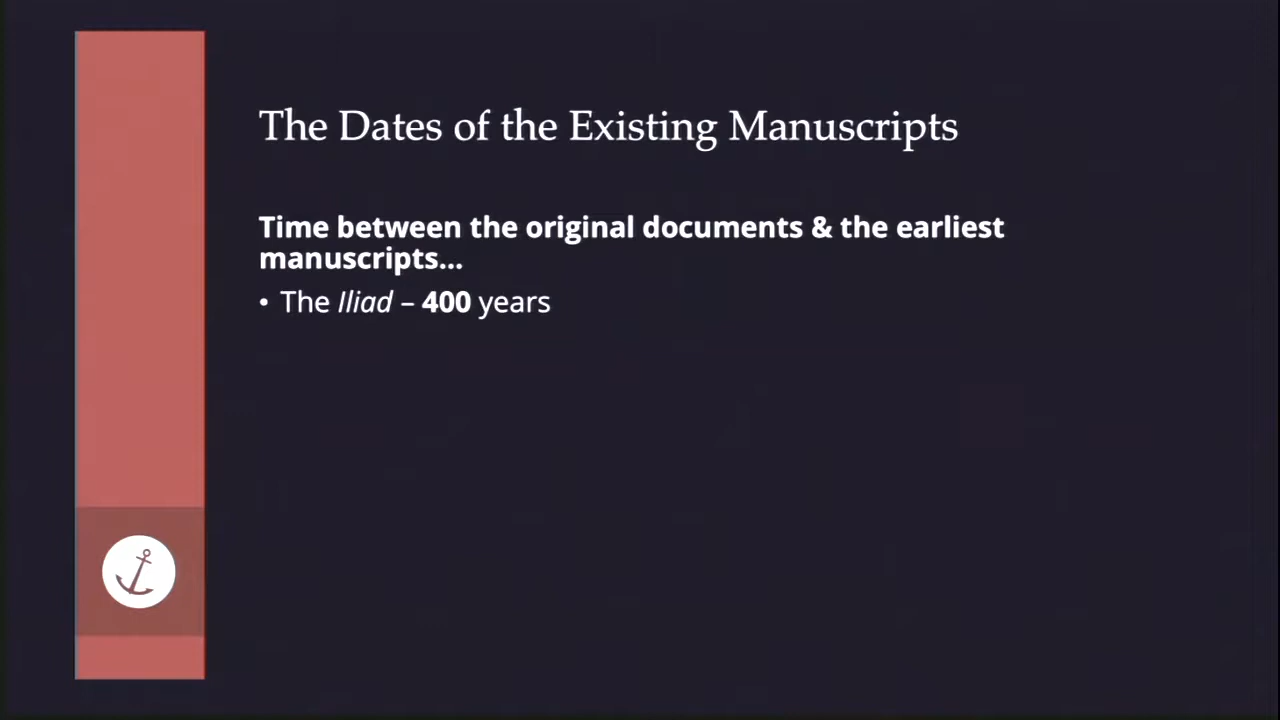 The Dates of the Existing Manuscripts
Time between the original documents & the earliest
manuscripts...
• The Iliad – 400 years